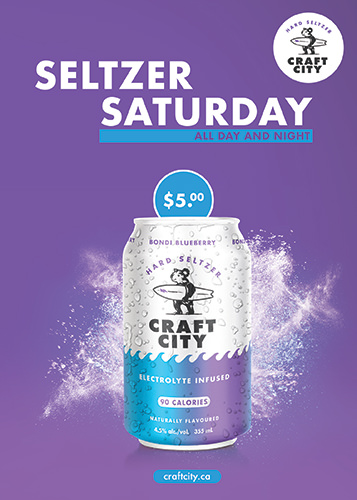 HARD SELTZER
CRAFT
CITY
SELTZER
SATURDAY
ALL DAY AND NIGHT
$5.00
BONDI BLUEBERRY
HARD SELTZER
CRAFT
CITY
ELECTROLYTE INFUSED
90 CALORIES
NATURALLY FLAVOURED
4.5% alc./vol. 355 mL
craftcity.ca